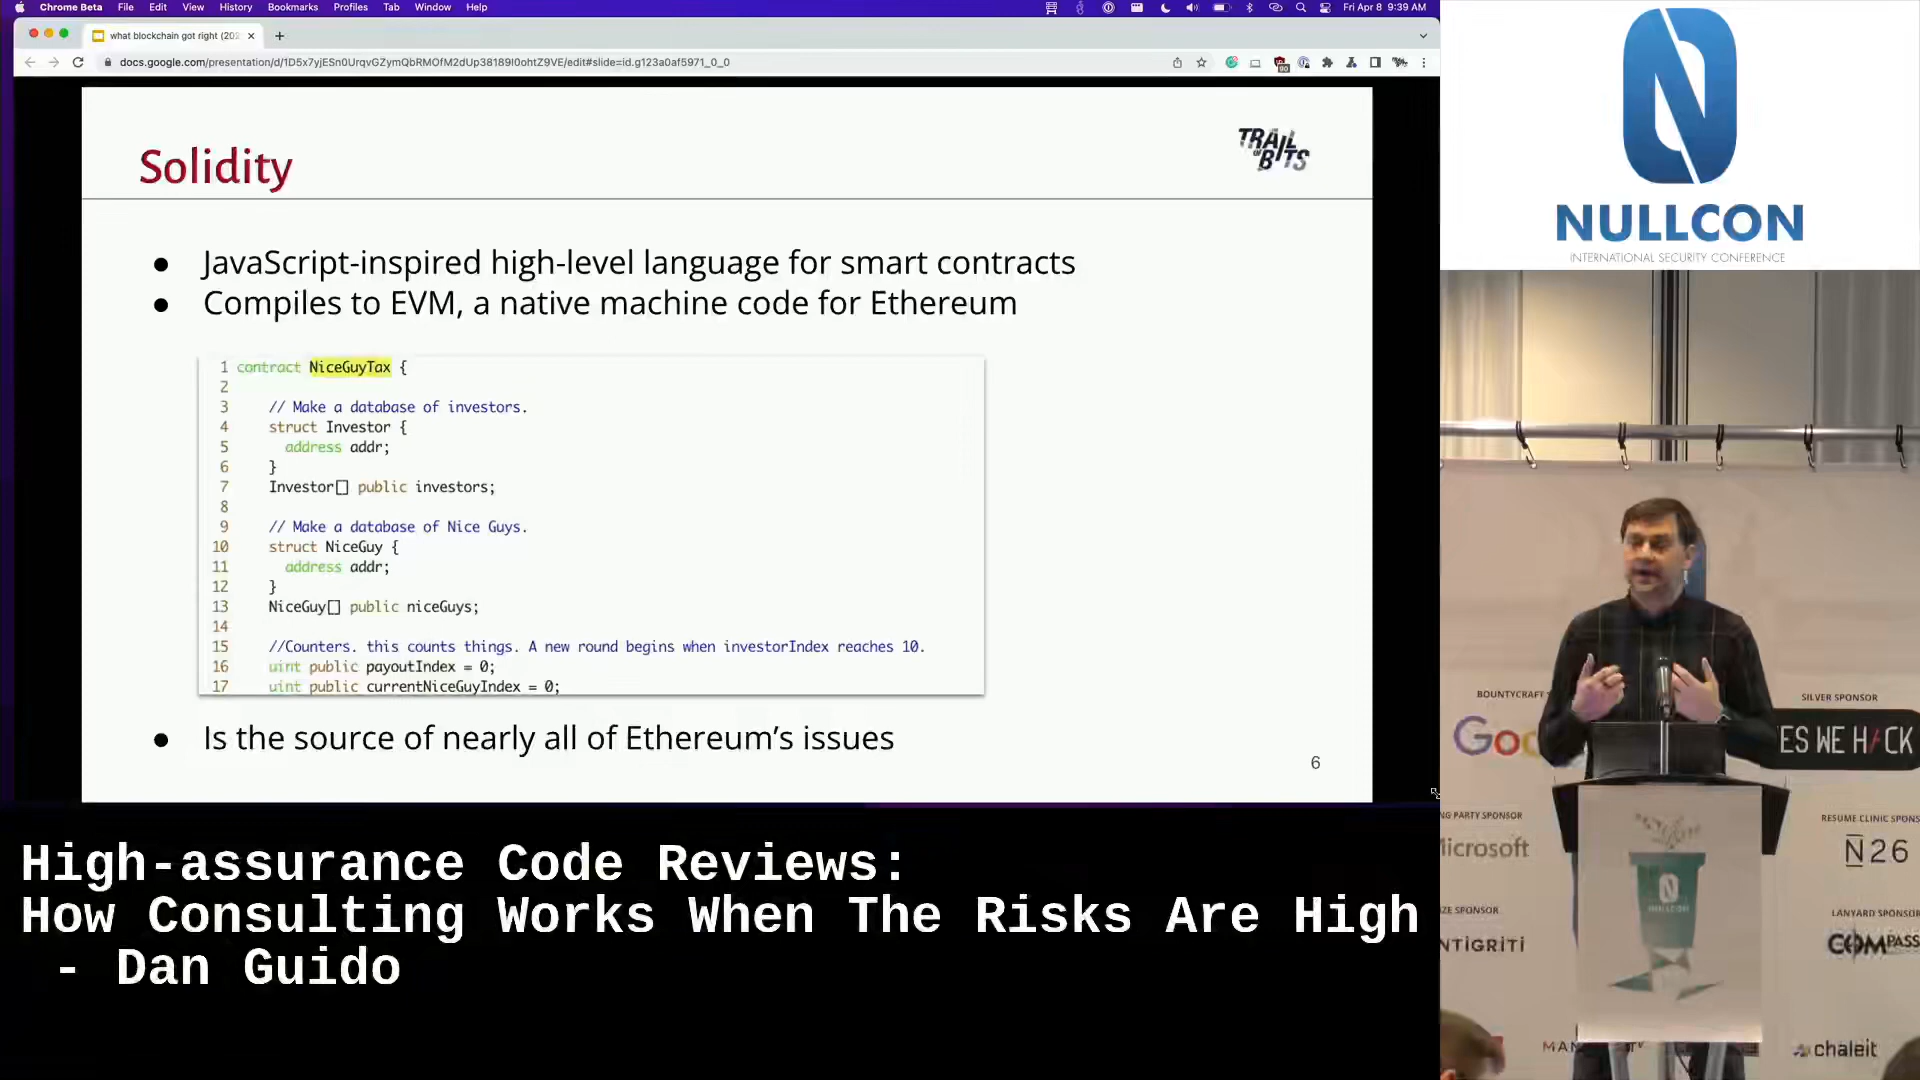 Chrome Beta File Edit View History Bookmarks Profiles Tab Window Help
Fri Apr 8 9:39 AM
what blockchain got right (202
docs.google.com/presentation/d/1D5x7yjESn0UrqvGZymQbRMOfM2dUp38189I0ohtZ9VE/edit#slide=id.g123a0af5971_0_0
Solidity
TRAIL
OF
BITS
● JavaScript-inspired high-level language for smart contracts
● Compiles to EVM, a native machine code for Ethereum
1 contract NiceGuyTax {
2
3 // Make a database of investors.
4 struct Investor {
5 address addr;
6 }
7 Investor[] public investors;
8
9 // Make a database of Nice Guys.
10 struct NiceGuy {
11 address addr;
12 }
13 NiceGuy[] public niceGuys;
14
15 //Counters. this counts things. A new round begins when investorIndex reaches 10.
16 uint public payoutIndex = 0;
17 uint public currentNiceGuyIndex = 0;
● Is the source of nearly all of Ethereum's issues
6
High-assurance Code Reviews:
How Consulting Works When The Risks Are High
- Dan Guido
NULLCON
INTERNATIONAL SECURITY CONFERENCE
BOUNTYCRAFT
Goo
SILVER SPONSOR
ES WE H/CK
NG PARTY SPONSOR
icrosoft
RESUME CLINIC SPONS
N26
ZE SPONSOR
NTIGRITI
LANYARD SPONSOR
COMPASS
NULLCON
chaleit